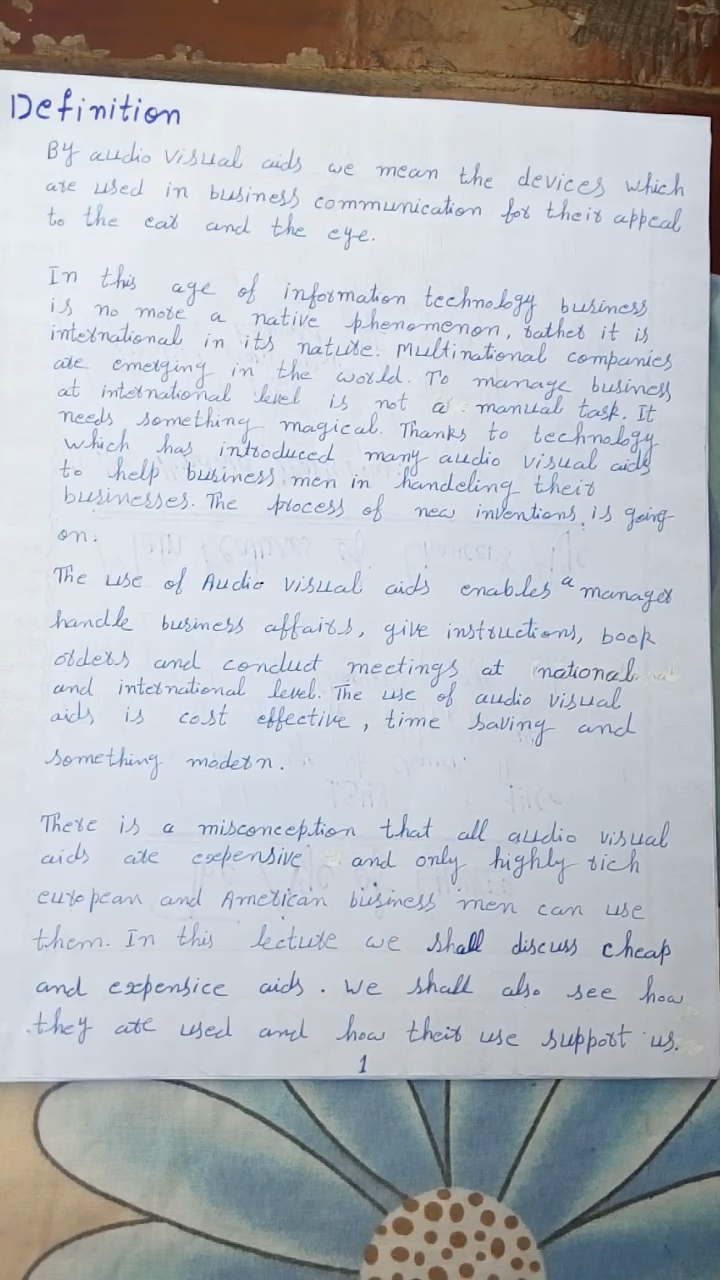 Definition
By audio visual aids we mean the devices which
are used in business communication for their appeal
to the ear and the eye.
In this age of information technology business
is no more a native phenomenon, rather it is
international in its nature. Multinational companies
are emerging in the world. To manage business
at international level is not a manual task. It
needs something magical. Thanks to technology
which has introduced many audio visual aids
to help business men in handeling their
businesses. The process of new inventions is going
on.
The use of Audio visual aids enables a manager
handle business affairs, give instructions, book
orders and conduct meetings at national
and international level. The use of audio visual
aids is cost effective, time saving and
something modern.
There is a misconception that all audio visual
aids are expensive and only highly rich
european and American business men can use
them. In this lecture we shall discuss cheap
and expensice aids. We shall also see how
they are used and how their use support us.
1